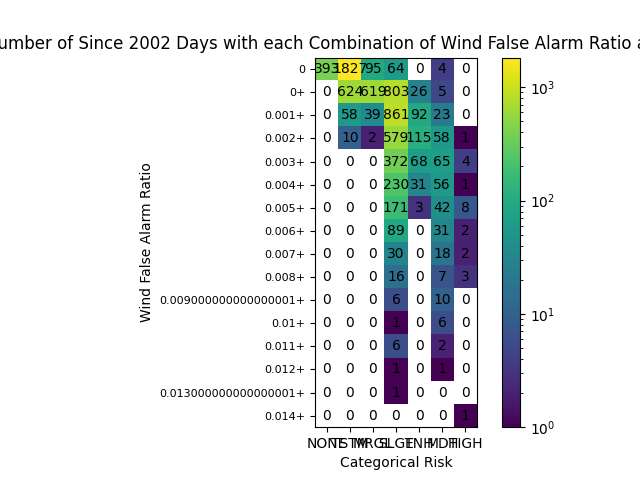 umber of Since 2002 Days with each Combination of Wind False Alarm Ratio a
Wind False Alarm Ratio
0 393 1827 95 64 0 4 0
0+ 0 624 619 803 26 5 0
0.001+ 0 58 39 861 92 23 0
0.002+ 0 10 2 579 115 58 1
0.003+ 0 0 0 372 68 65 4
0.004+ 0 0 0 230 31 56 1
0.005+ 0 0 0 171 3 42 8
0.006+ 0 0 0 89 0 31 2
0.007+ 0 0 0 30 0 18 2
0.008+ 0 0 0 16 0 7 3
0.009000000000000001+ 0 0 0 6 0 10 0
0.01+ 0 0 0 1 0 6 0
0.011+ 0 0 0 6 0 2 0
0.012+ 0 0 0 1 0 1 0
0.013000000000000001+ 0 0 0 1 0 0 0
0.014+ 0 0 0 0 0 0 1
NONE TSTM MRGL SLGT ENH MDT HIGH
Categorical Risk
10³
10²
10¹
10⁰